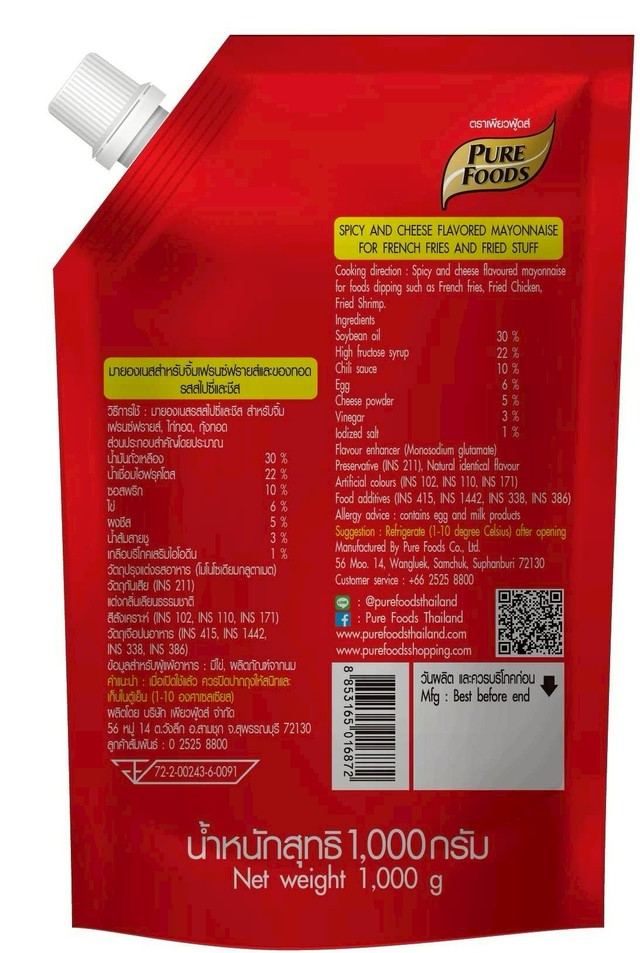 ตราเพียวฟู้ดส์
PURE
FOODS
SPICY AND CHEESE FLAVORED MAYONNAISE
FOR FRENCH FRIES AND FRIED STUFF
Cooking direction : Spicy and cheese flavoured mayonnaise
for foods dipping such as French fries, Fried Chicken,
Fried Shrimp.
Ingredients
Soybean oil 30 %
High fructose syrup 22 %
Chili sauce 10 %
Egg 6 %
Cheese powder 5 %
Vinegar 3 %
Iodized salt 1 %
Flavour enhancer (Monosodium glutamate)
Preservative (INS 211), Natural identical flavour
Artificial colours (INS 102, INS 110, INS 171)
Food additives (INS 415, INS 1442, INS 338, INS 386)
Allergy advice : contains egg and milk products
Suggestion : Refrigerate (1-10 degree Celsius) after opening
Manufactured By Pure Foods Co., Ltd.
56 Moo. 14, Wangluek, Samchuk, Suphanburi 72130
Customer service : +66 2525 8800
: @purefoodsthailand
: Pure Foods Thailand
www.purefoodsthailand.com
www.purefoodsshopping.com
มายองเนสสำหรับจิ้มเฟรนช์ฟรายส์และของทอด
รสสไปซี่และชีส
วิธีการใช้ : มายองเนสรสสไปซี่และชีส สำหรับจิ้ม
เฟรนช์ฟรายส์, ไก่ทอด, กุ้งทอด
ส่วนประกอบสำคัญโดยประมาณ
น้ำมันถั่วเหลือง 30 %
น้ำเชื่อมไฮฟรุคโตส 22 %
ซอสพริก 10 %
ไข่ 6 %
ผงชีส 5 %
น้ำส้มสายชู 3 %
เกลือบริโภคเสริมไอโอดีน 1 %
วัตถุปรุงแต่งรสอาหาร (โมโนโซเดียมกลูตาเมต)
วัตถุกันเสีย (INS 211)
แต่งกลิ่นเลียนธรรมชาติ
สีสังเคราะห์ (INS 102, INS 110, INS 171)
วัตถุเจือปนอาหาร (INS 415, INS 1442,
INS 338, INS 386)
ข้อมูลสำหรับผู้แพ้อาหาร : มีไข่, ผลิตภัณฑ์จากนม
คำแนะนำ : เมื่อเปิดใช้แล้ว ควรปิดปากถุงให้สนิทและ
เก็บในตู้เย็น (1-10 องศาเซลเซียส)
ผลิตโดย บริษัท เพียวฟู้ดส์ จำกัด
56 หมู่ 14 ต.วังลึก อ.สามชุก จ.สุพรรณบุรี 72130
ลูกค้าสัมพันธ์ : 0 2525 8800
72-2-00243-6-0091
8 853165 016872
วันผลิต และควรบริโภคก่อน
Mfg : Best before end
น้ำหนักสุทธิ 1,000 กรัม
Net weight 1,000 g